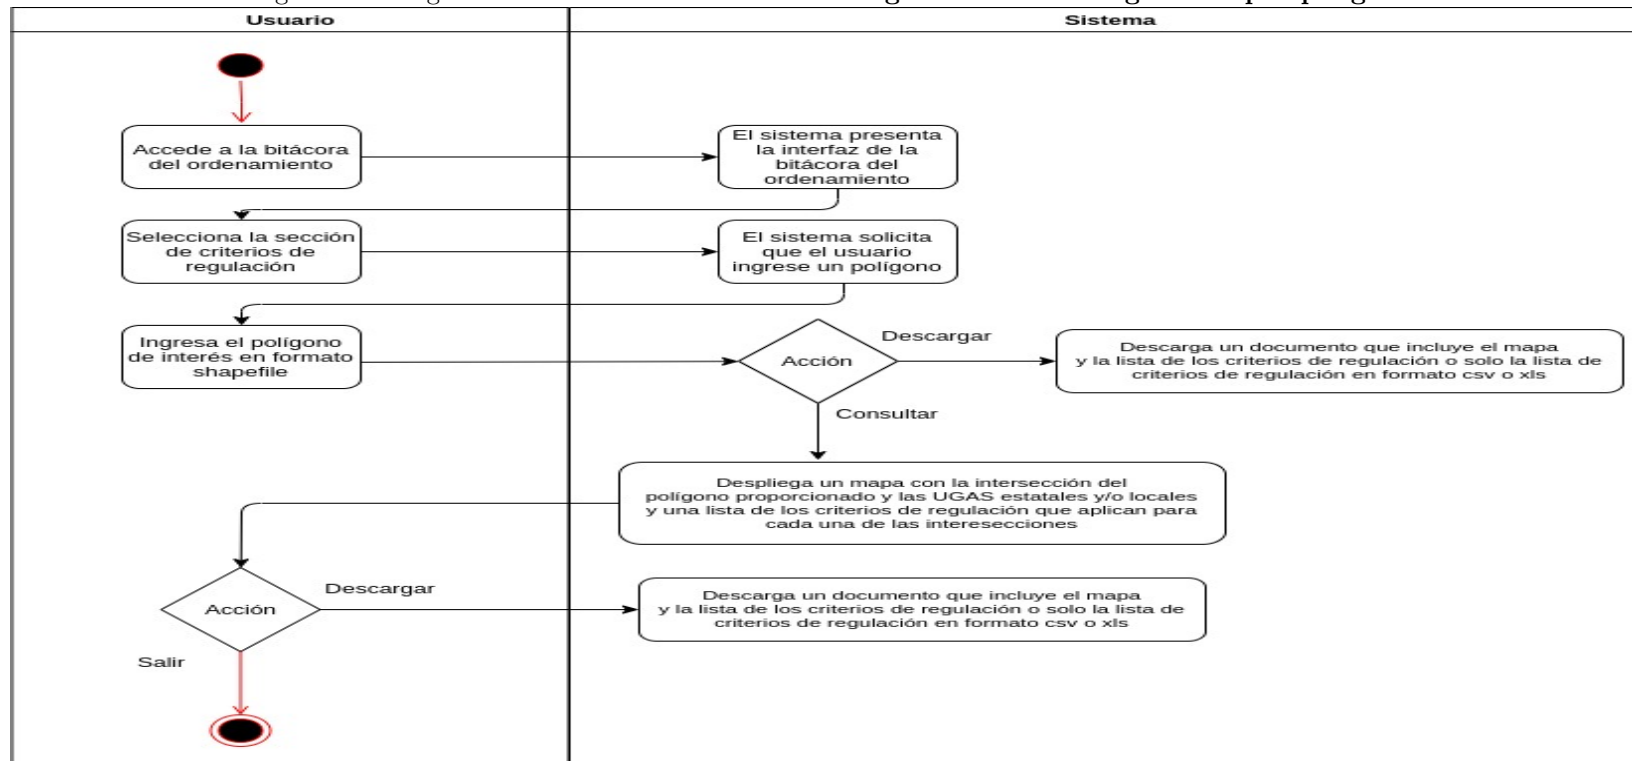 Usuario
Sistema
Accede a la bitácora
del ordenamiento
El sistema presenta
la interfaz de la
bitácora del
ordenamiento
Selecciona la sección
de criterios de
regulación
El sistema solicita
que el usuario
ingrese un polígono
Ingresa el polígono
de interés en formato
shapefile
Acción
Descargar
Descarga un documento que incluye el mapa
y la lista de los criterios de regulación o solo la lista de
criterios de regulación en formato csv o xls
Consultar
Despliega un mapa con la intersección del
polígono proporcionado y las UGAS estatales y/o locales
y una lista de los criterios de regulación que aplican para
cada una de las interesecciones
Acción
Descargar
Descarga un documento que incluye el mapa
y la lista de los criterios de regulación o solo la lista de
criterios de regulación en formato csv o xls
Salir